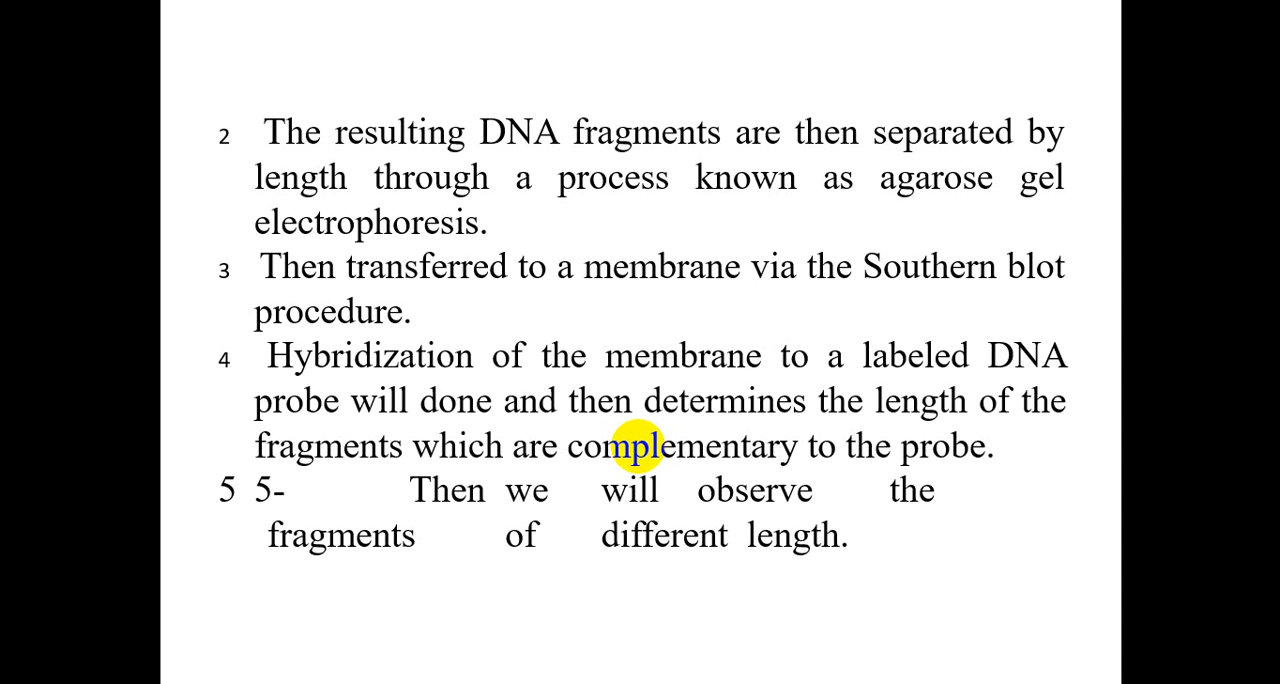 2 The resulting DNA fragments are then separated by
length through a process known as agarose gel
electrophoresis.
3 Then transferred to a membrane via the Southern blot
procedure.
4 Hybridization of the membrane to a labeled DNA
probe will done and then determines the length of the
fragments which are complementary to the probe.
5 5- Then we will observe the
fragments of different length.